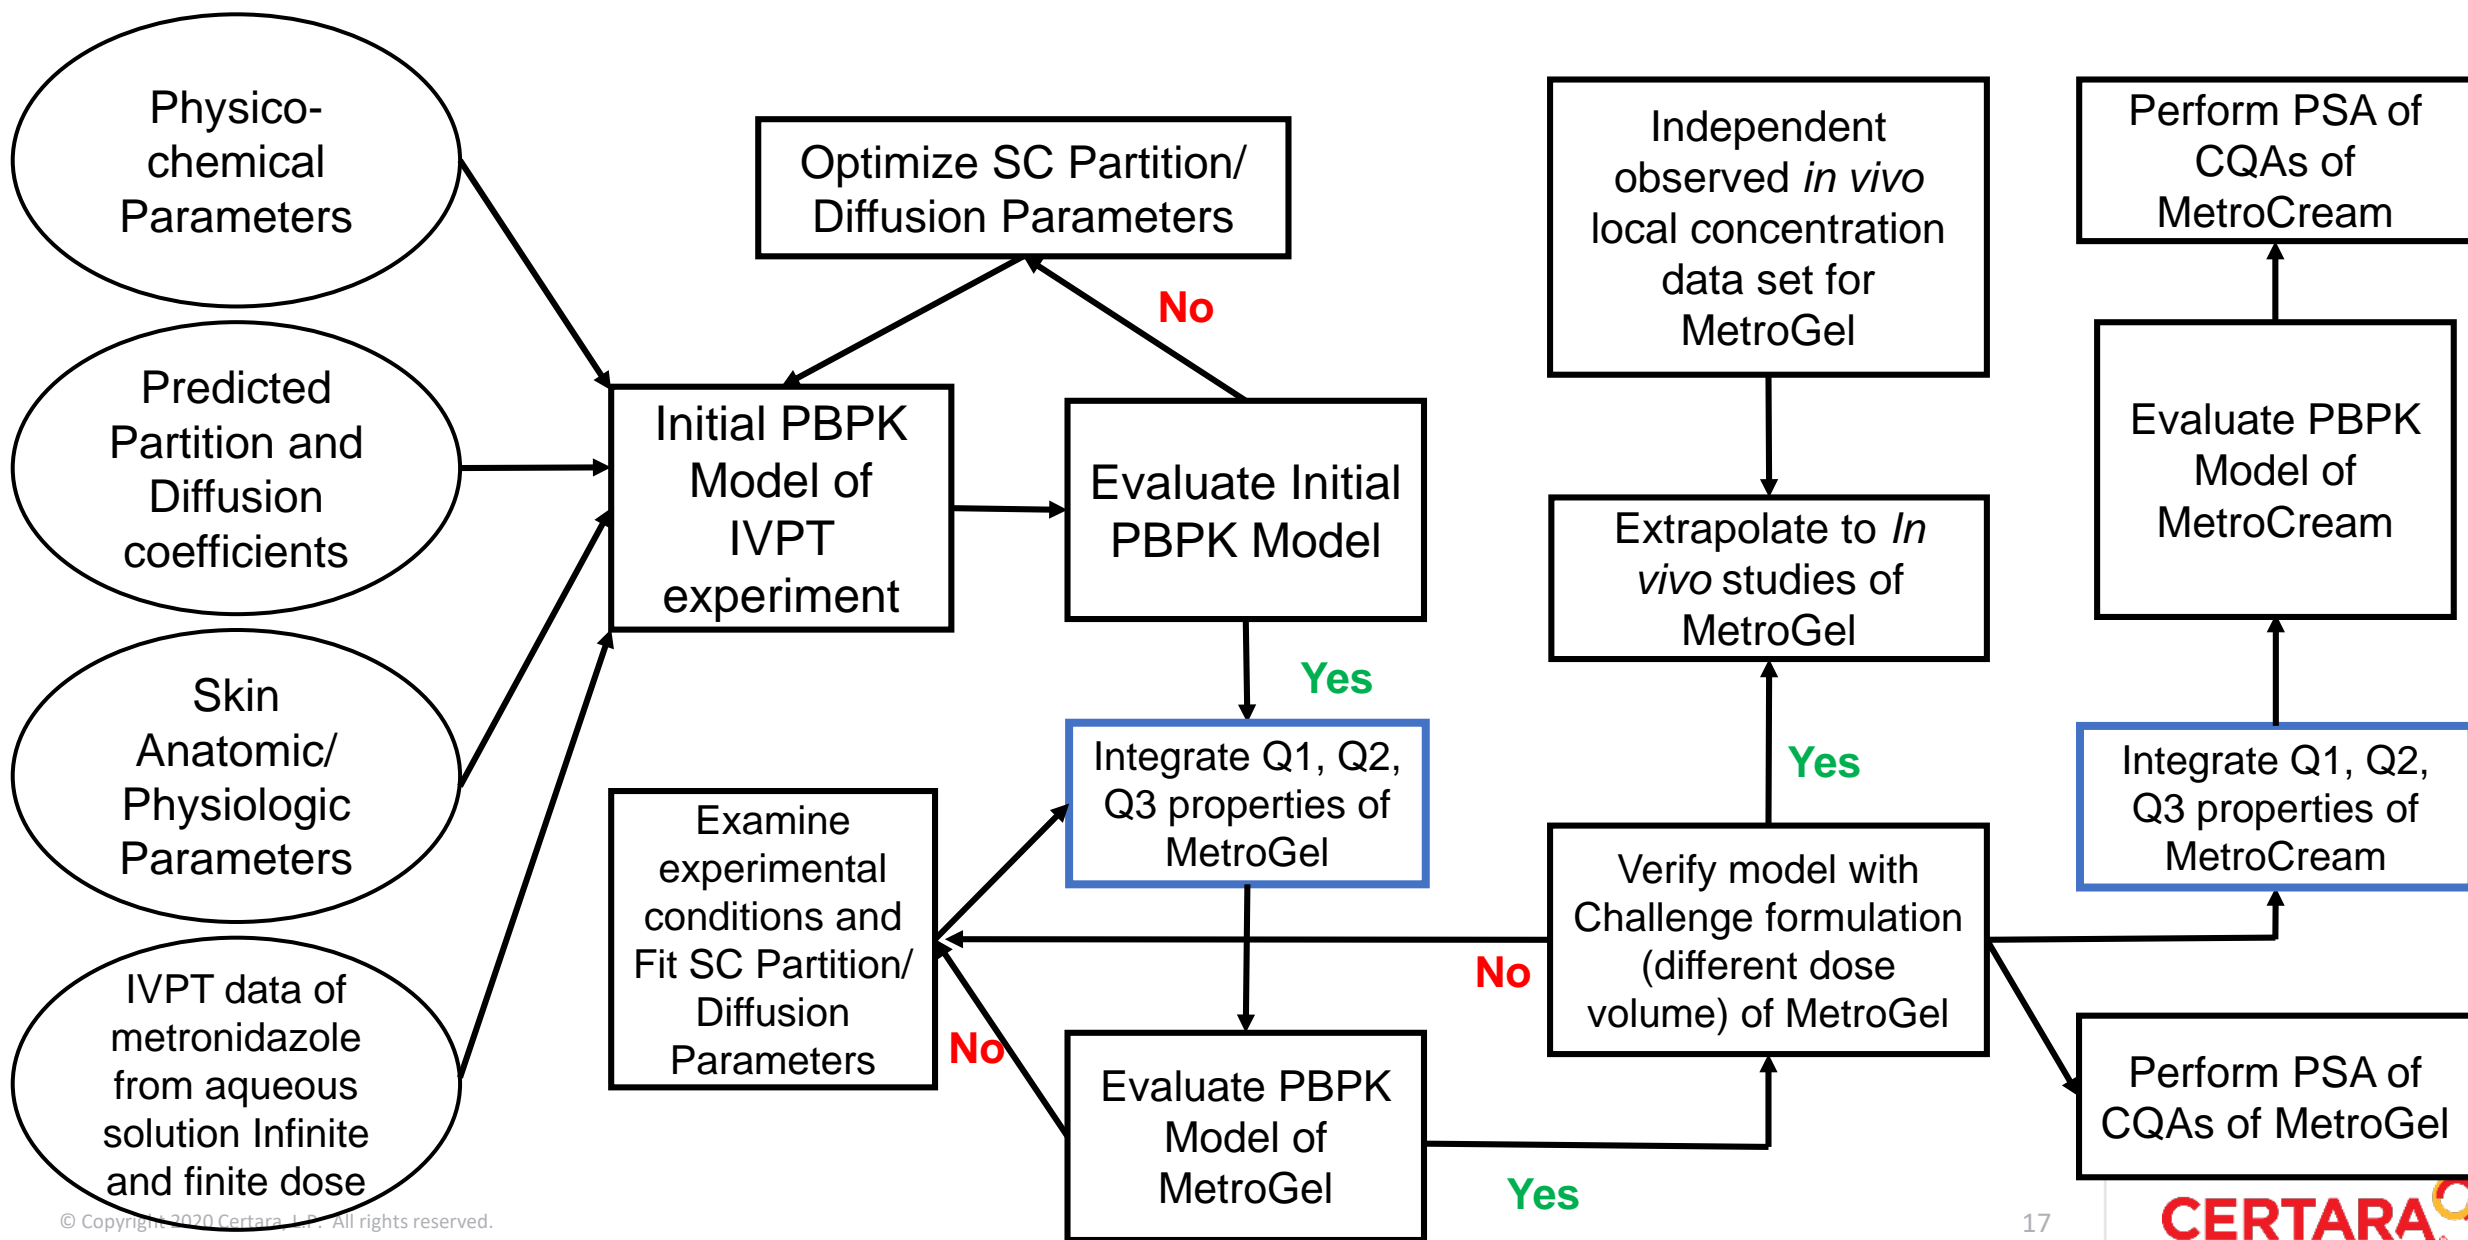 Physico-
chemical
Parameters
Predicted
Partition and
Diffusion
coefficients
Skin
Anatomic/
Physiologic
Parameters
IVPT data of
metronidazole
from aqueous
solution Infinite
and finite dose
Optimize SC Partition/
Diffusion Parameters
No
Initial PBPK
Model of
IVPT
experiment
Evaluate Initial
PBPK Model
Yes
Integrate Q1, Q2,
Q3 properties of
MetroGel
Examine
experimental
conditions and
Fit SC Partition/
Diffusion
Parameters
No
Evaluate PBPK
Model of
MetroGel
Yes
Independent
observed in vivo
local concentration
data set for
MetroGel
Extrapolate to In
vivo studies of
MetroGel
Yes
Verify model with
Challenge formulation
(different dose
volume) of MetroGel
No
Perform PSA of
CQAs of
MetroCream
Evaluate PBPK
Model of
MetroCream
Integrate Q1, Q2,
Q3 properties of
MetroCream
Perform PSA of
CQAs of MetroGel
© Copyright 2020 Certara, L.P. All rights reserved.
17
CERTARA